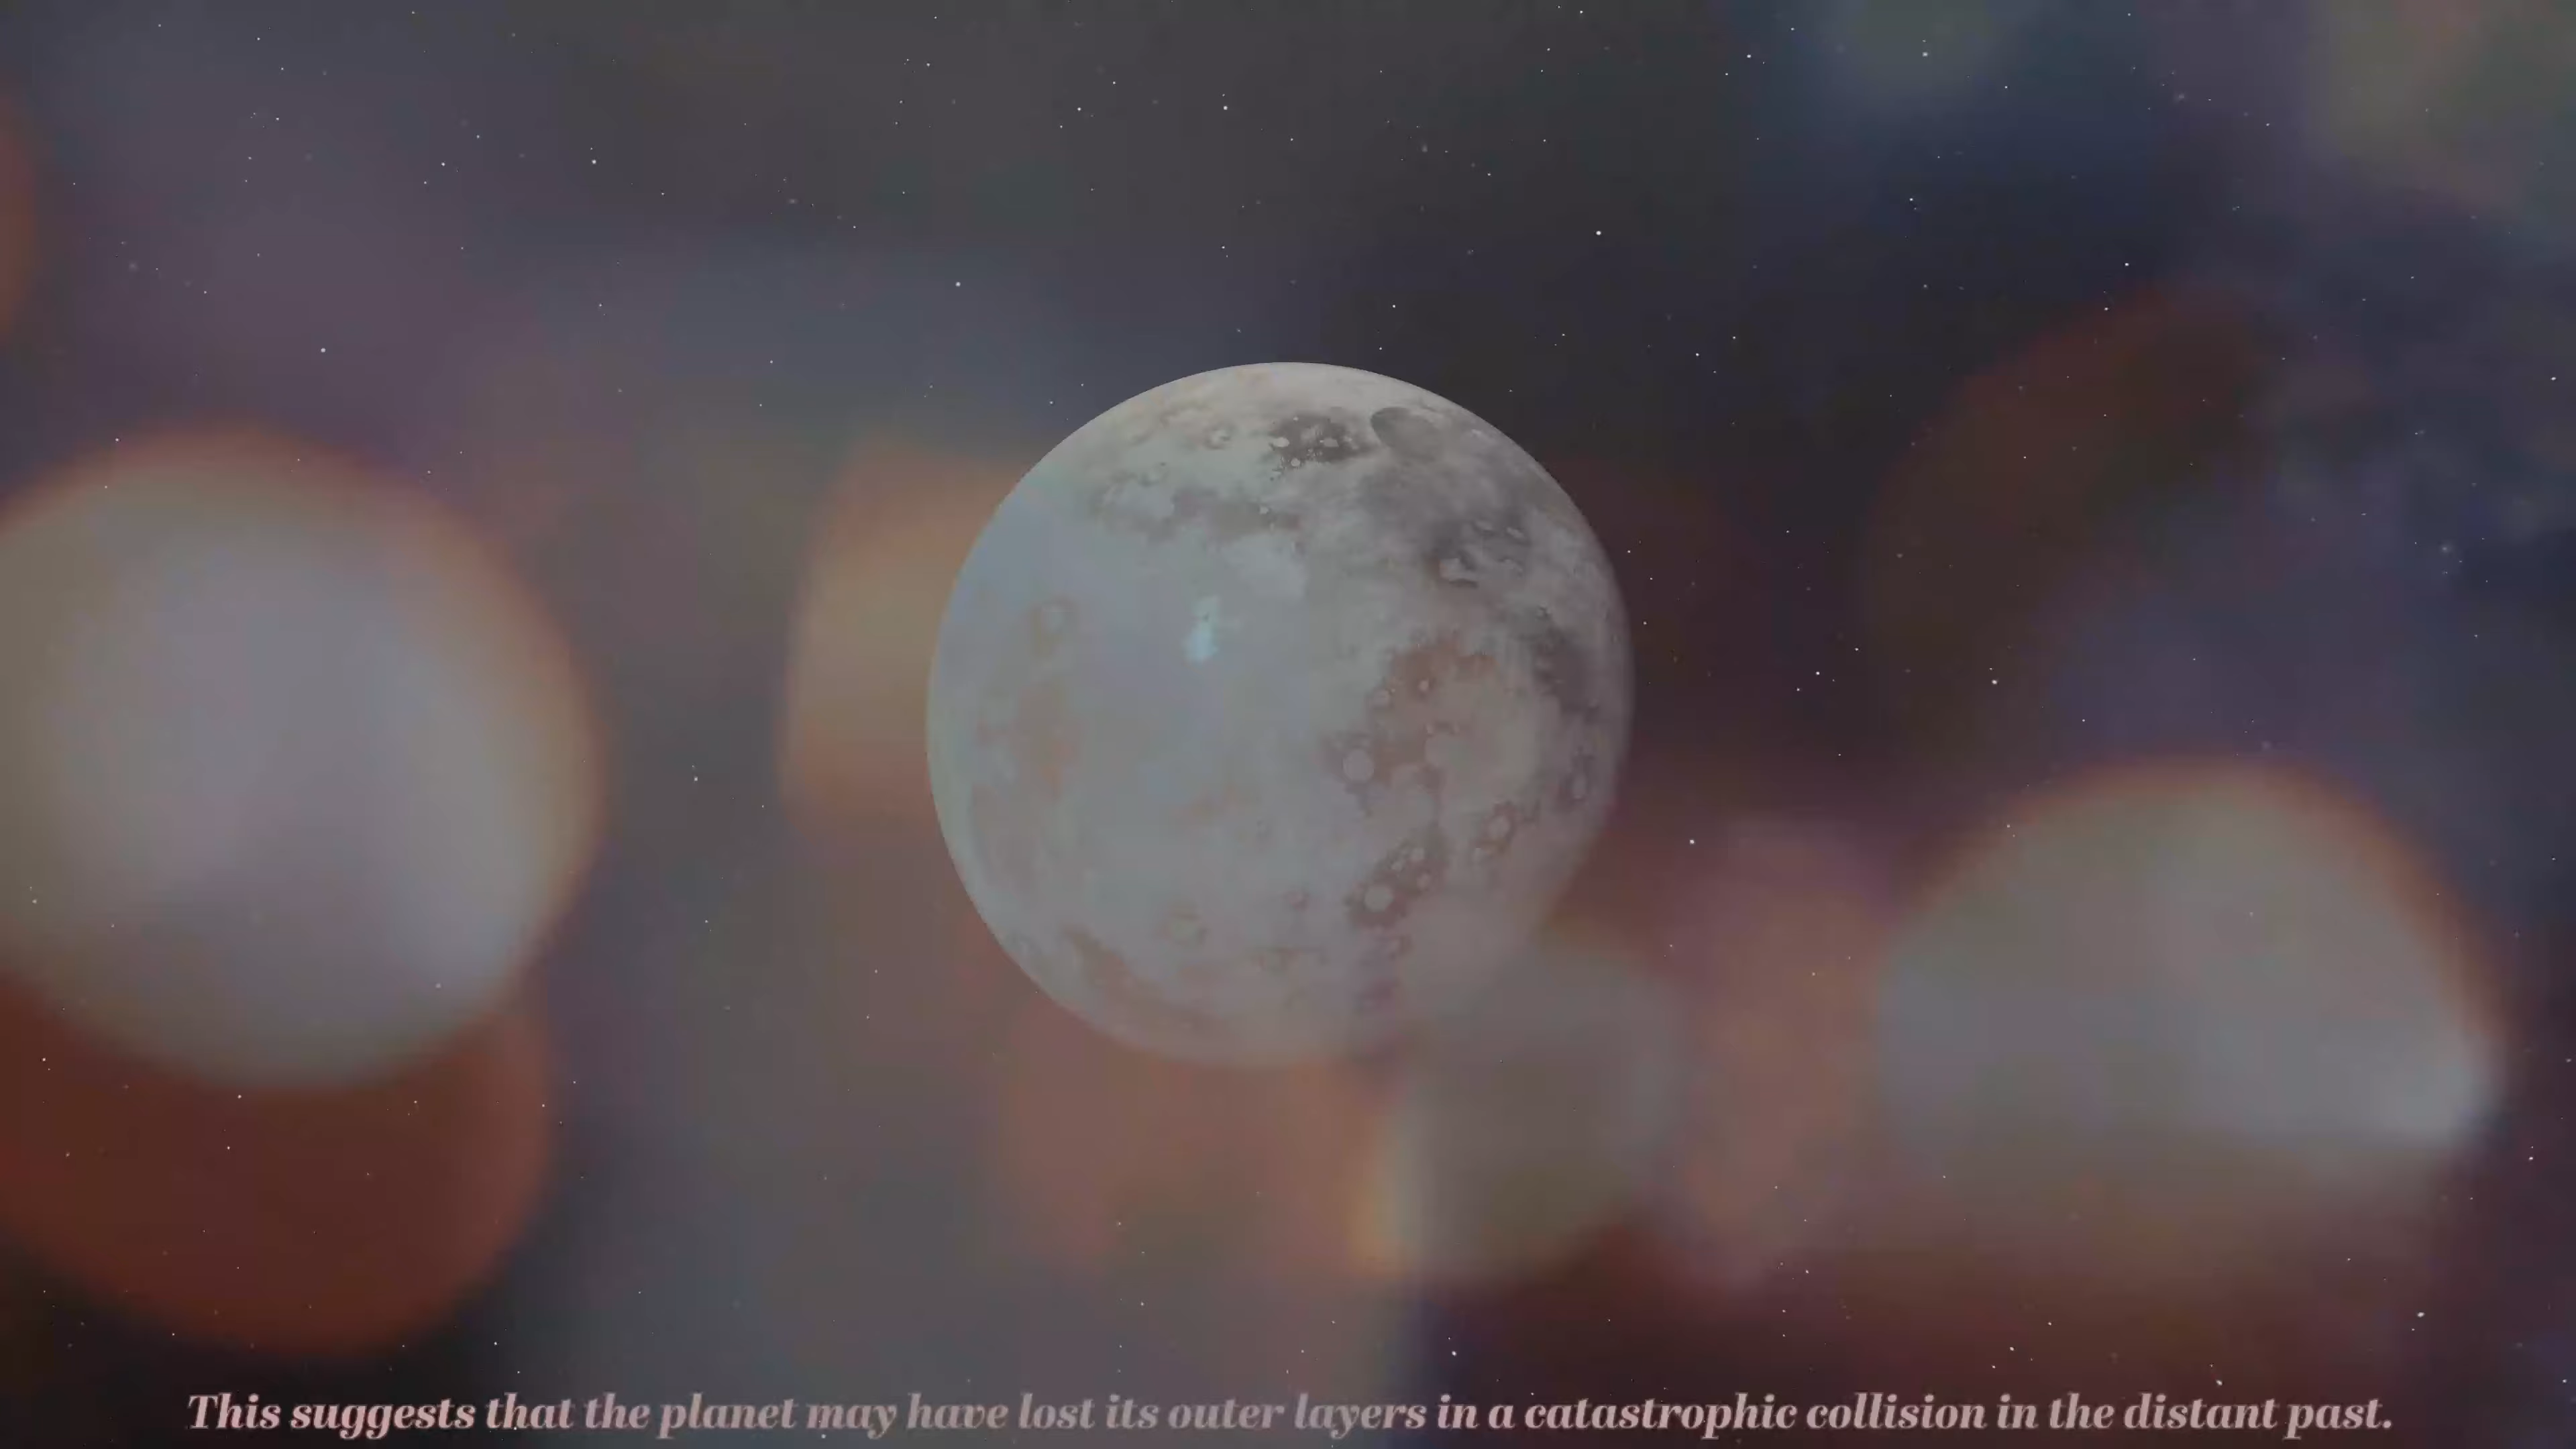 This suggests that the planet may have lost its outer layers in a catastrophic collision in the distant past.